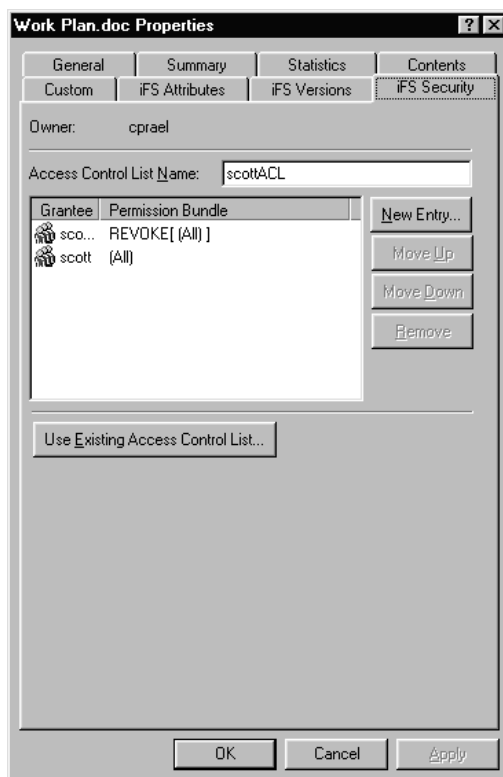 Work Plan.doc Properties
General Summary Statistics Contents
Custom iFS Attributes iFS Versions iFS Security
Owner: cprael
Access Control List Name: scottACL
Grantee Permission Bundle
sco... REVOKE[ (All) ]
scott (All)
New Entry...
Move Up
Move Down
Remove
Use Existing Access Control List...
OK Cancel Apply